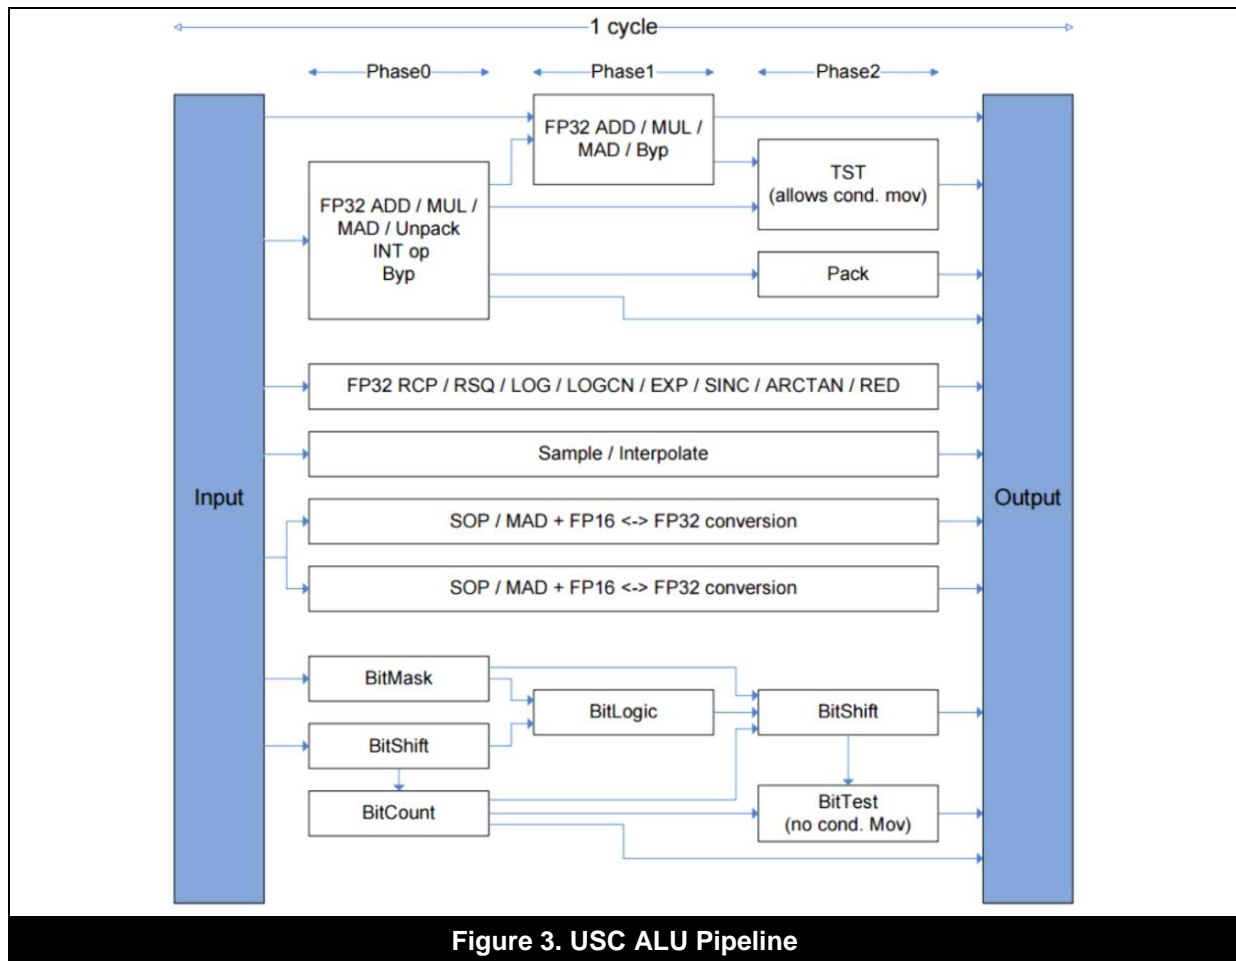 1 cycle
Phase0
Phase1
Phase2
Input
FP32 ADD / MUL /
MAD / Byp
FP32 ADD / MUL /
MAD / Unpack
INT op
Byp
TST
(allows cond. mov)
Pack
FP32 RCP / RSQ / LOG / LOGCN / EXP / SINC / ARCTAN / RED
Sample / Interpolate
SOP / MAD + FP16 <-> FP32 conversion
SOP / MAD + FP16 <-> FP32 conversion
BitMask
BitShift
BitCount
BitLogic
BitShift
BitTest
(no cond. Mov)
Output
Figure 3. USC ALU Pipeline